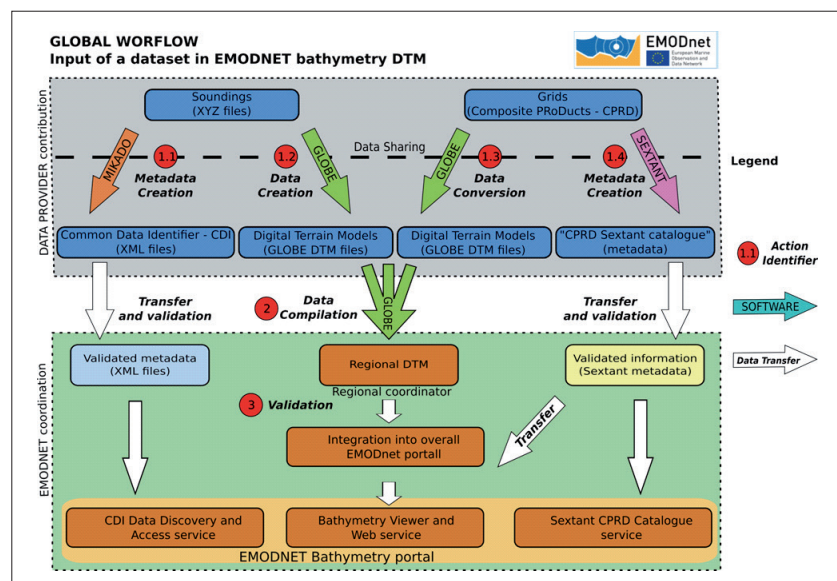 GLOBAL WORFLOW
Input of a dataset in EMODNET bathymetry DTM
EMODnet
European Marine
Observation and
Data Network
DATA PROVIDER contribution
Soundings
(XYZ files)
Grids
(Composite PRoDucts - CPRD)
MIKADO
1.1
Metadata
Creation
1.2
Data
Creation
GLOBE
Data Sharing
GLOBE
1.3
Data
Conversion
1.4
Metadata
Creation
SEXTANT
Common Data Identifier - CDI
(XML files)
Digital Terrain Models
(GLOBE DTM files)
Digital Terrain Models
(GLOBE DTM files)
"CPRD Sextant catalogue"
(metadata)
Legend
1.1
Action
Identifier
SOFTWARE
Data Transfer
Transfer
and validation
2
Data
Compilation
GLOBE
Transfer
and validation
EMODNET coordination
Validated metadata
(XML files)
Regional DTM
Regional coordinator
Validated information
(Sextant metadata)
3
Validation
Transfer
Integration into overall
EMODnet portall
CDI Data Discovery and
Access service
Bathymetry Viewer and
Web service
Sextant CPRD Catalogue
service
EMODNET Bathymetry portal